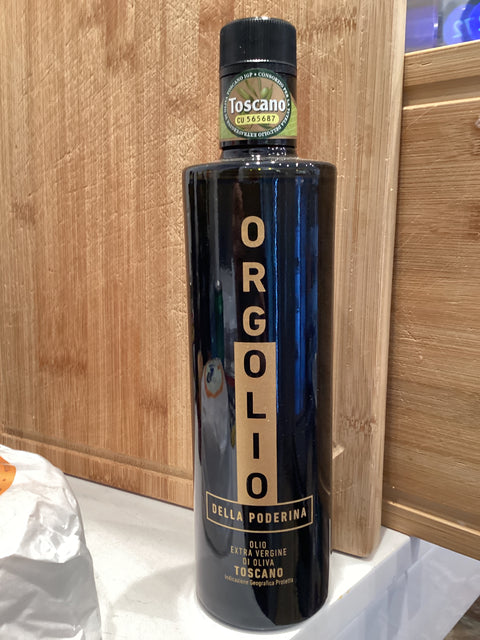 Toscano
CU 565687
ORGOLIO
DELLA PODERINA
OLIO
EXTRA VERGINE
DI OLIVA
TOSCANO
Indicazione Geografica Protetta